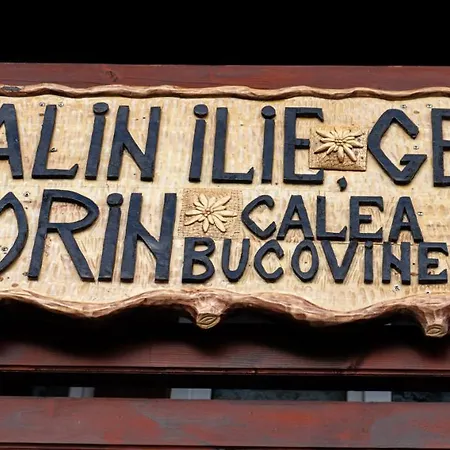 ALIN ILIE, GE
ORIN CALEA
BUCOVINE